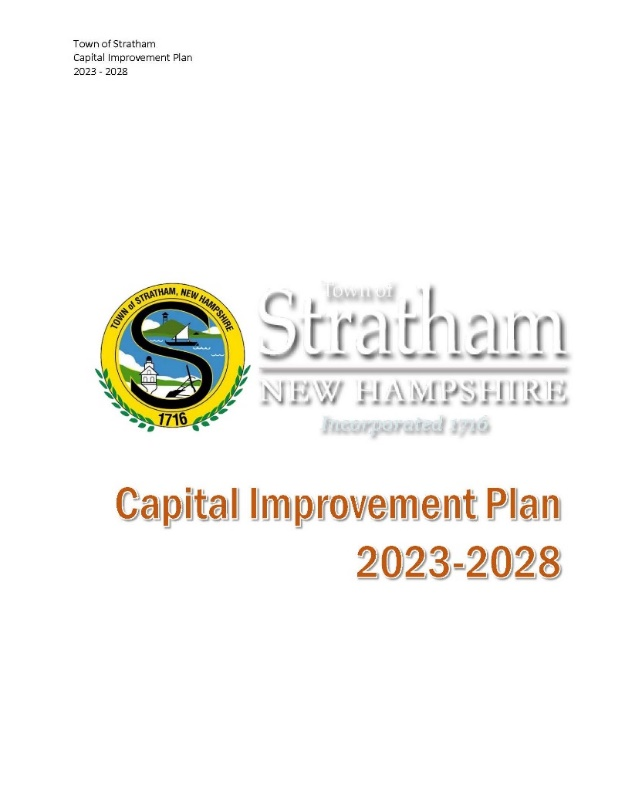 Town of Stratham
Capital Improvement Plan
2023 - 2028
TOWN of STRATHAM, NEW HAMPSHIRE
S
1716
Town of
Stratham
NEW HAMPSHIRE
Incorporated 1716
Capital Improvement Plan
2023-2028